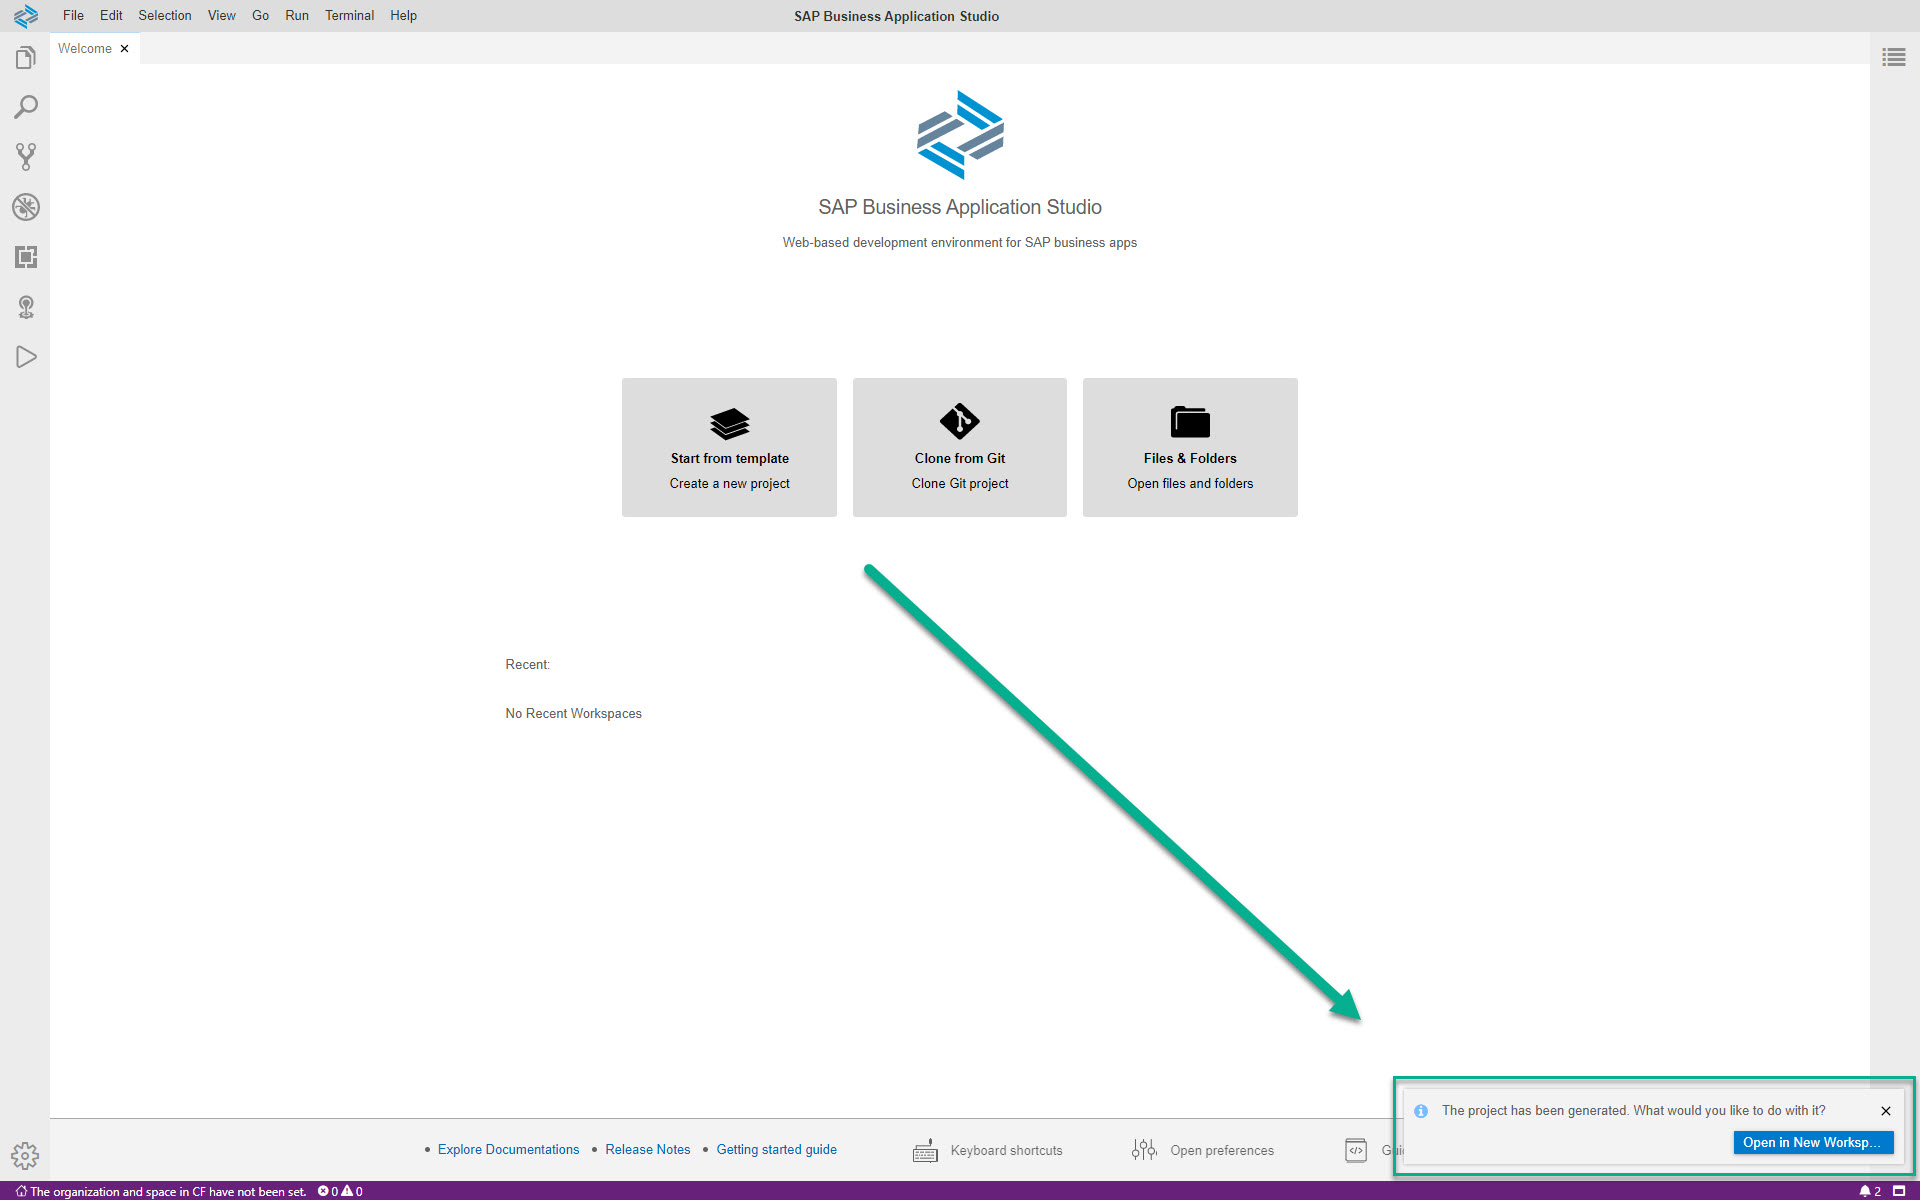 File Edit Selection View Go Run Terminal Help
SAP Business Application Studio
Welcome
SAP Business Application Studio
Web-based development environment for SAP business apps
Start from template
Create a new project
Clone from Git
Clone Git project
Files & Folders
Open files and folders
Recent:
No Recent Workspaces
The project has been generated. What would you like to do with it?
Open in New Worksp...
• Explore Documentations • Release Notes • Getting started guide
Keyboard shortcuts
Open preferences
The organization and space in CF have not been set. 0 0
2